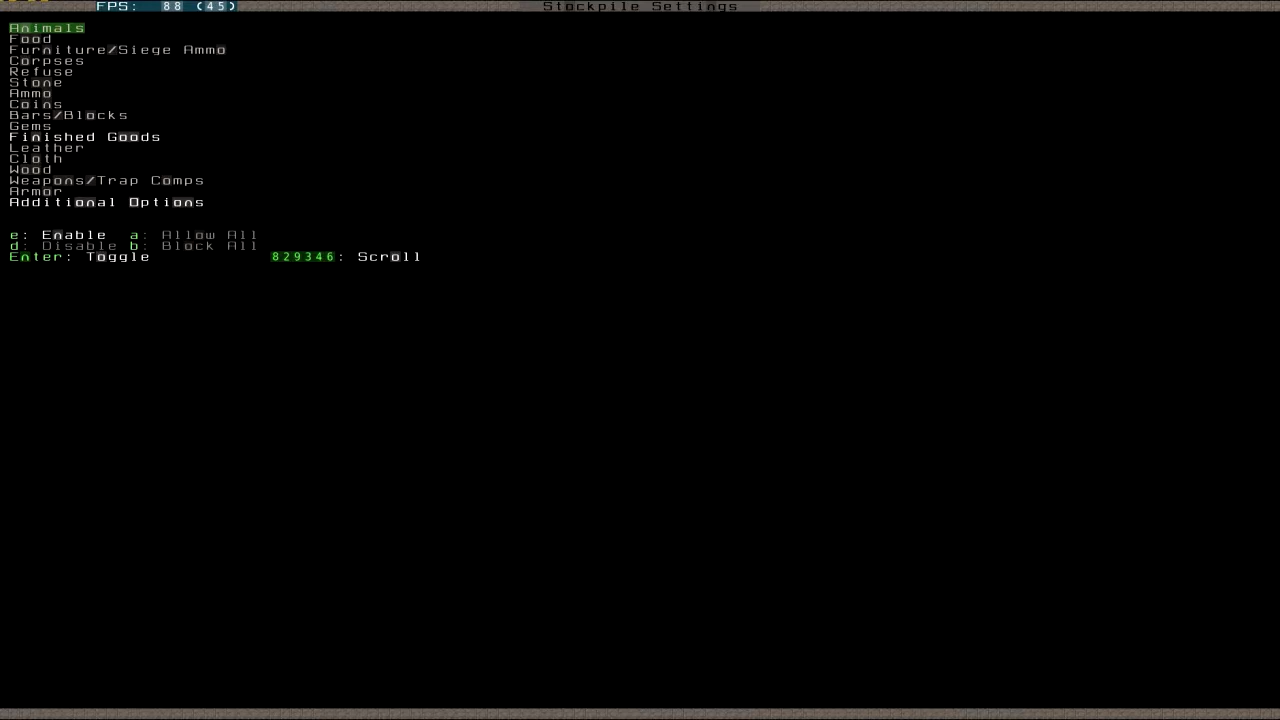 FPS: 88 (45) Stockpile Settings
Animals
Food
Furniture/Siege Ammo
Corpses
Refuse
Stone
Ammo
Coins
Bars/Blocks
Gems
Finished Goods
Leather
Cloth
Wood
Weapons/Trap Comps
Armor
Additional Options
e: Enable a: Allow All
d: Disable b: Block All
Enter: Toggle 829346: Scroll